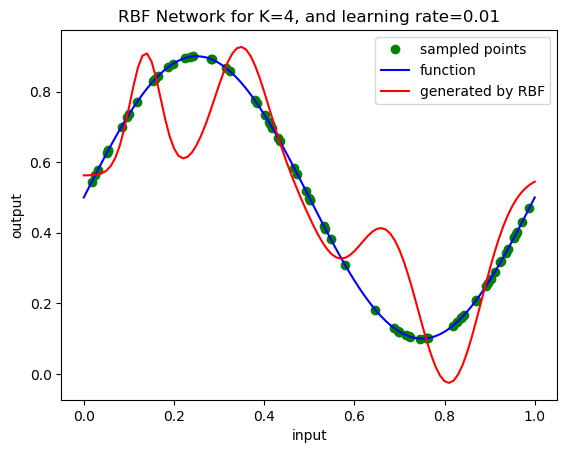 RBF Network for K=4, and learning rate=0.01
sampled points
function
generated by RBF
output
0.8
0.6
0.4
0.2
0.0
0.0 0.2 0.4 0.6 0.8 1.0
input